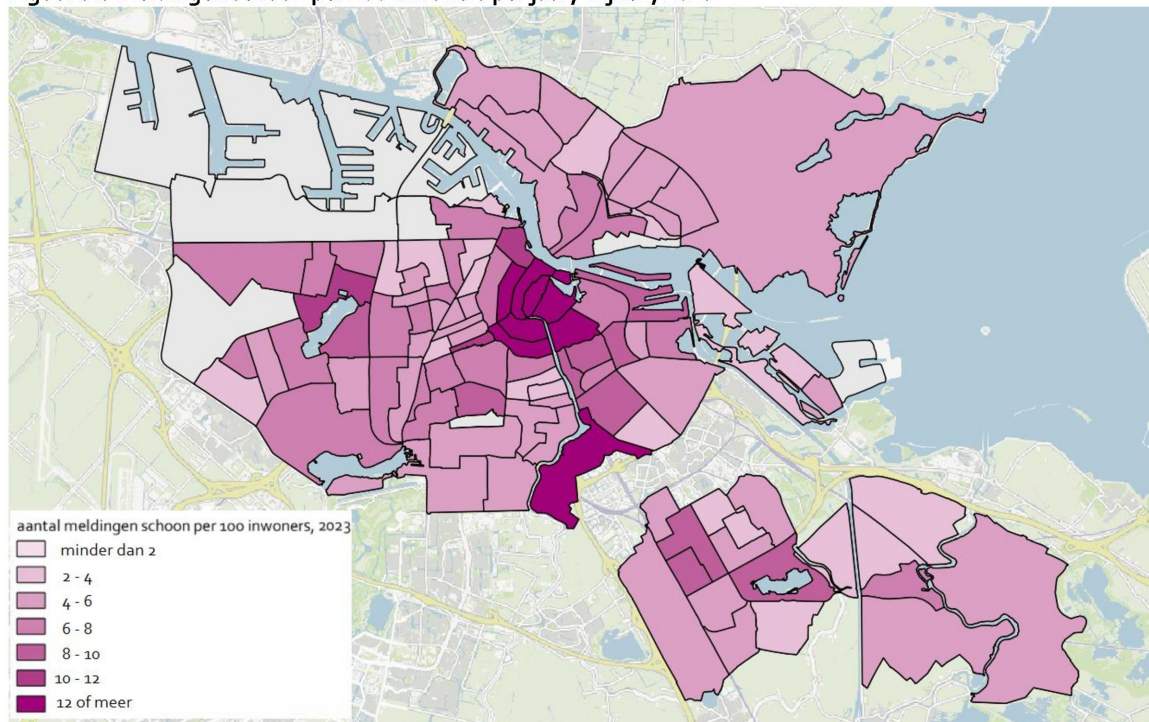 aantal meldingen schoon per 100 inwoners, 2023
minder dan 2
2 - 4
4 - 6
6 - 8
8 - 10
10 - 12
12 of meer